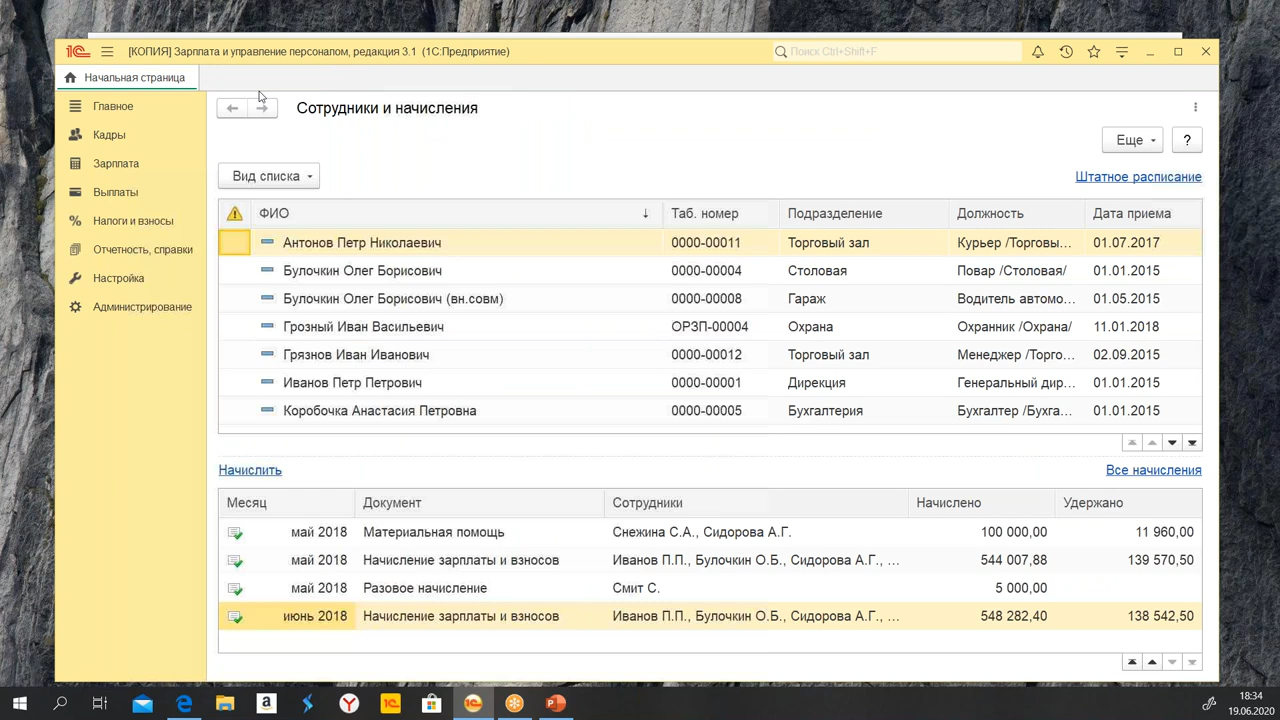 1С [КОПИЯ] Зарплата и управление персоналом, редакция 3.1 (1С:Предприятие) Поиск Ctrl+Shift+F
Начальная страница
Главное
Кадры
Зарплата
Выплаты
Налоги и взносы
Отчетность, справки
Настройка
Администрирование
Сотрудники и начисления
Еще ?
Вид списка Штатное расписание
ФИО Таб. номер Подразделение Должность Дата приема
Антонов Петр Николаевич 0000-00011 Торговый зал Курьер /Торговы... 01.07.2017
Булочкин Олег Борисович 0000-00004 Столовая Повар /Столовая/ 01.01.2015
Булочкин Олег Борисович (вн.совм) 0000-00008 Гараж Водитель автомо... 01.05.2015
Грозный Иван Васильевич ОРЗП-00004 Охрана Охранник /Охрана/ 11.01.2018
Грязнов Иван Иванович 0000-00012 Торговый зал Менеджер /Торго... 02.09.2015
Иванов Петр Петрович 0000-00001 Дирекция Генеральный дир... 01.01.2015
Коробочка Анастасия Петровна 0000-00005 Бухгалтерия Бухгалтер /Бухга... 01.01.2015
Начислить Все начисления
Месяц Документ Сотрудники Начислено Удержано
май 2018 Материальная помощь Снежина С.А., Сидорова А.Г. 100 000,00 11 960,00
май 2018 Начисление зарплаты и взносов Иванов П.П., Булочкин О.Б., Сидорова А.Г., ... 544 007,88 139 570,50
май 2018 Разовое начисление Смит С. 5 000,00
июнь 2018 Начисление зарплаты и взносов Иванов П.П., Булочкин О.Б., Сидорова А.Г., ... 548 282,40 138 542,50
18:34
19.06.2020